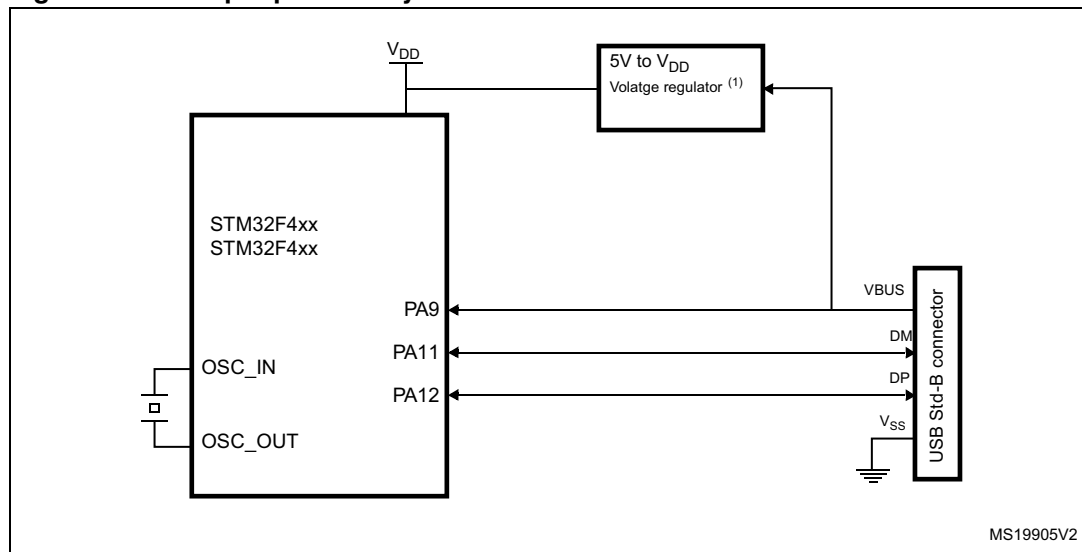 V_DD
5V to V_DD
Volatge regulator (1)
STM32F4xx
STM32F4xx
VBUS
PA9
DM
PA11
OSC_IN
DP
PA12
V_SS
OSC_OUT
USB Std-B connector
MS19905V2